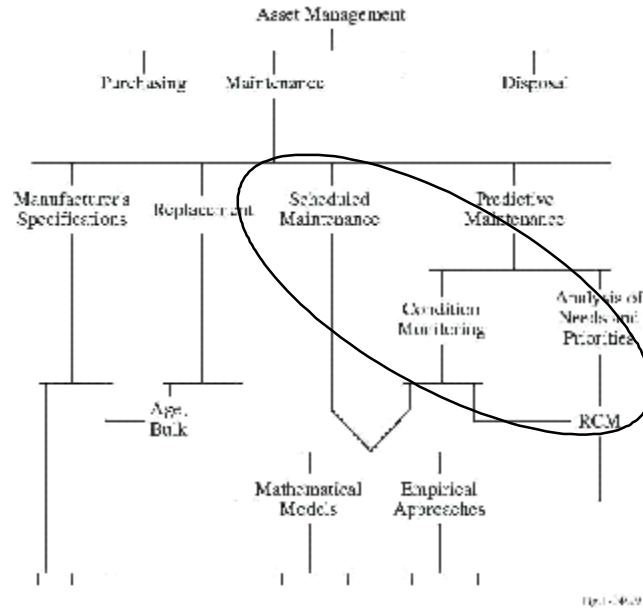 Asset Management
Purchasing Maintenance Disposal
Manufacturer's
Specifications
Replacement
Scheduled
Maintenance
Predictive
Maintenance
Condition
Monitoring
Analysis of
Needs and
Priorities
Age,
Bulk
RCM
Mathematical
Models
Empirical
Approaches